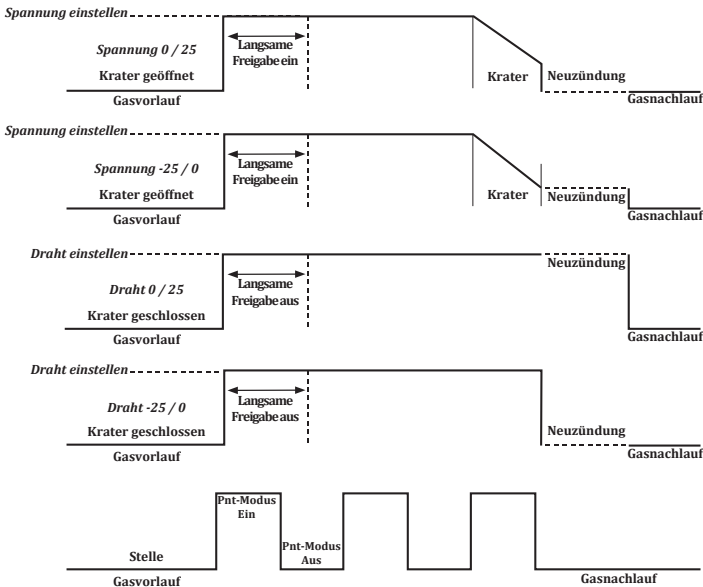 Spannung einstellen
Spannung 0 / 25
Krater geöffnet
Gasvorlauf
Langsame
Freigabe ein
Krater
Neuzündung
Gasnachlauf
Spannung einstellen
Spannung -25 / 0
Krater geöffnet
Gasvorlauf
Langsame
Freigabe ein
Krater
Neuzündung
Gasnachlauf
Draht einstellen
Draht 0 / 25
Krater geschlossen
Gasvorlauf
Langsame
Freigabe aus
Neuzündung
Gasnachlauf
Draht einstellen
Draht -25 / 0
Krater geschlossen
Gasvorlauf
Langsame
Freigabe aus
Neuzündung
Gasnachlauf
Stelle
Gasvorlauf
Pnt-Modus
Ein
Pnt-Modus
Aus
Gasnachlauf